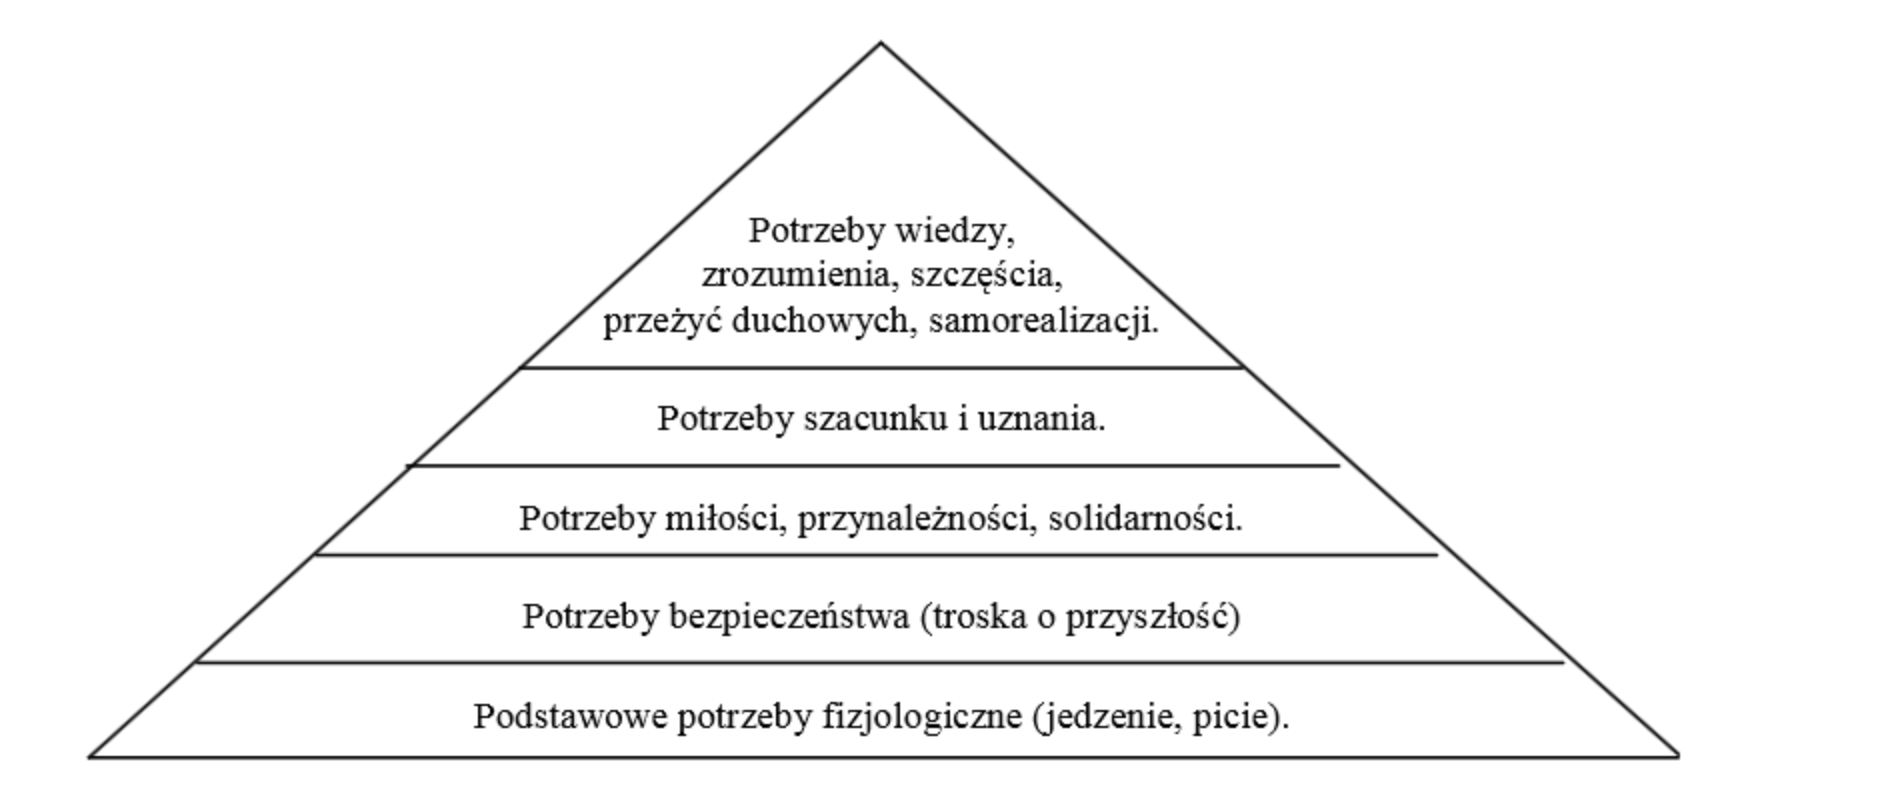 Potrzeby wiedzy,
zrozumienia, szczęścia,
przeżyć duchowych, samorealizacji.
Potrzeby szacunku i uznania.
Potrzeby miłości, przynależności, solidarności.
Potrzeby bezpieczeństwa (troska o przyszłość)
Podstawowe potrzeby fizjologiczne (jedzenie, picie).